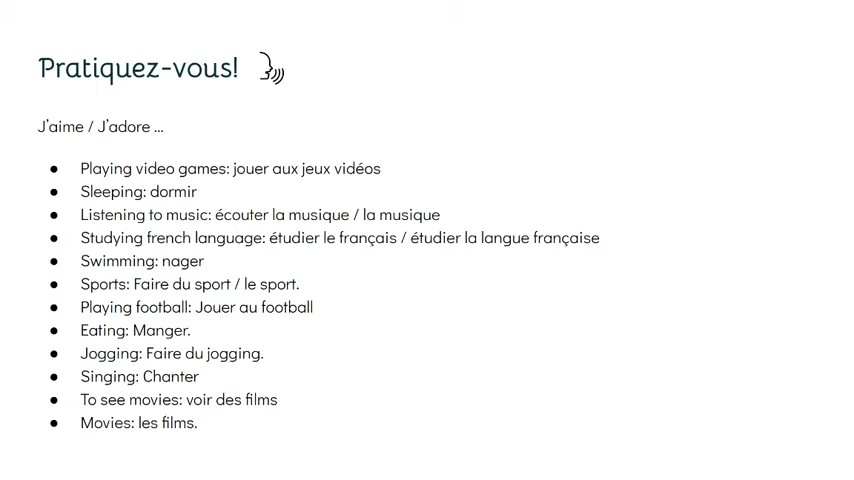 Pratiquez-vous!
J'aime / J'adore ...
● Playing video games: jouer aux jeux vidéos
● Sleeping: dormir
● Listening to music: écouter la musique / la musique
● Studying french language: étudier le français / étudier la langue française
● Swimming: nager
● Sports: Faire du sport / le sport.
● Playing football: Jouer au football
● Eating: Manger.
● Jogging: Faire du jogging.
● Singing: Chanter
● To see movies: voir des films
● Movies: les films.